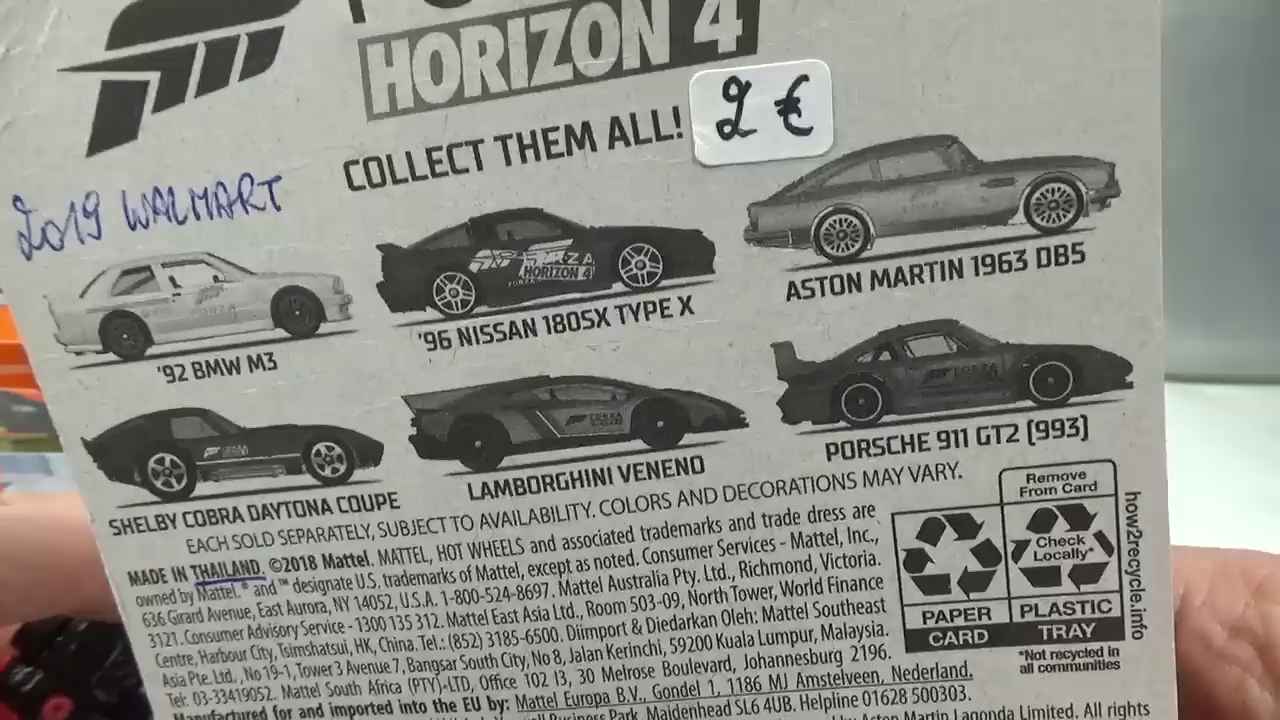 HORIZON 4
2 €
COLLECT THEM ALL!
2019 WALMART
FORZA
HORIZON 4
'92 BMW M3
'96 NISSAN 180SX TYPE X
ASTON MARTIN 1963 DB5
SHELBY COBRA DAYTONA COUPE
LAMBORGHINI VENENO
PORSCHE 911 GT2 (993)
EACH SOLD SEPARATELY, SUBJECT TO AVAILABILITY. COLORS AND DECORATIONS MAY VARY.
MADE IN THAILAND. ©2018 Mattel. MATTEL, HOT WHEELS and associated trademarks and trade dress are
owned by Mattel. ® and ™ designate U.S. trademarks of Mattel, except as noted. Consumer Services - Mattel, Inc.,
636 Girard Avenue, East Aurora, NY 14052, U.S.A. 1-800-524-8697. Mattel Australia Pty. Ltd., Richmond, Victoria.
3121. Consumer Advisory Service - 1300 135 312. Mattel East Asia Ltd., Room 503-09, North Tower, World Finance
Centre, Harbour City, Tsimshatsui, HK, China. Tel.: (852) 3185-6500. Diimport & Diedarkan Oleh: Mattel Southeast
Asia Pte. Ltd., No 19-1, Tower 3 Avenue 7, Bangsar South City, No 8, Jalan Kerinchi, 59200 Kuala Lumpur, Malaysia.
Tel: 03-33419052. Mattel South Africa (PTY) LTD, Office 102 I3, 30 Melrose Boulevard, Johannesburg 2196.
Manufactured for and imported into the EU by: Mattel Europa B.V., Gondel 1, 1186 MJ Amstelveen, Nederland.
Business Park, Maidenhead SL6 4UB. Helpline 01628 500303.
by Aston Martin Lagonda Limited. All rights
Remove
From Card
Check
Locally*
PAPER
CARD
PLASTIC
TRAY
*Not recycled in
all communities
how2recycle.info